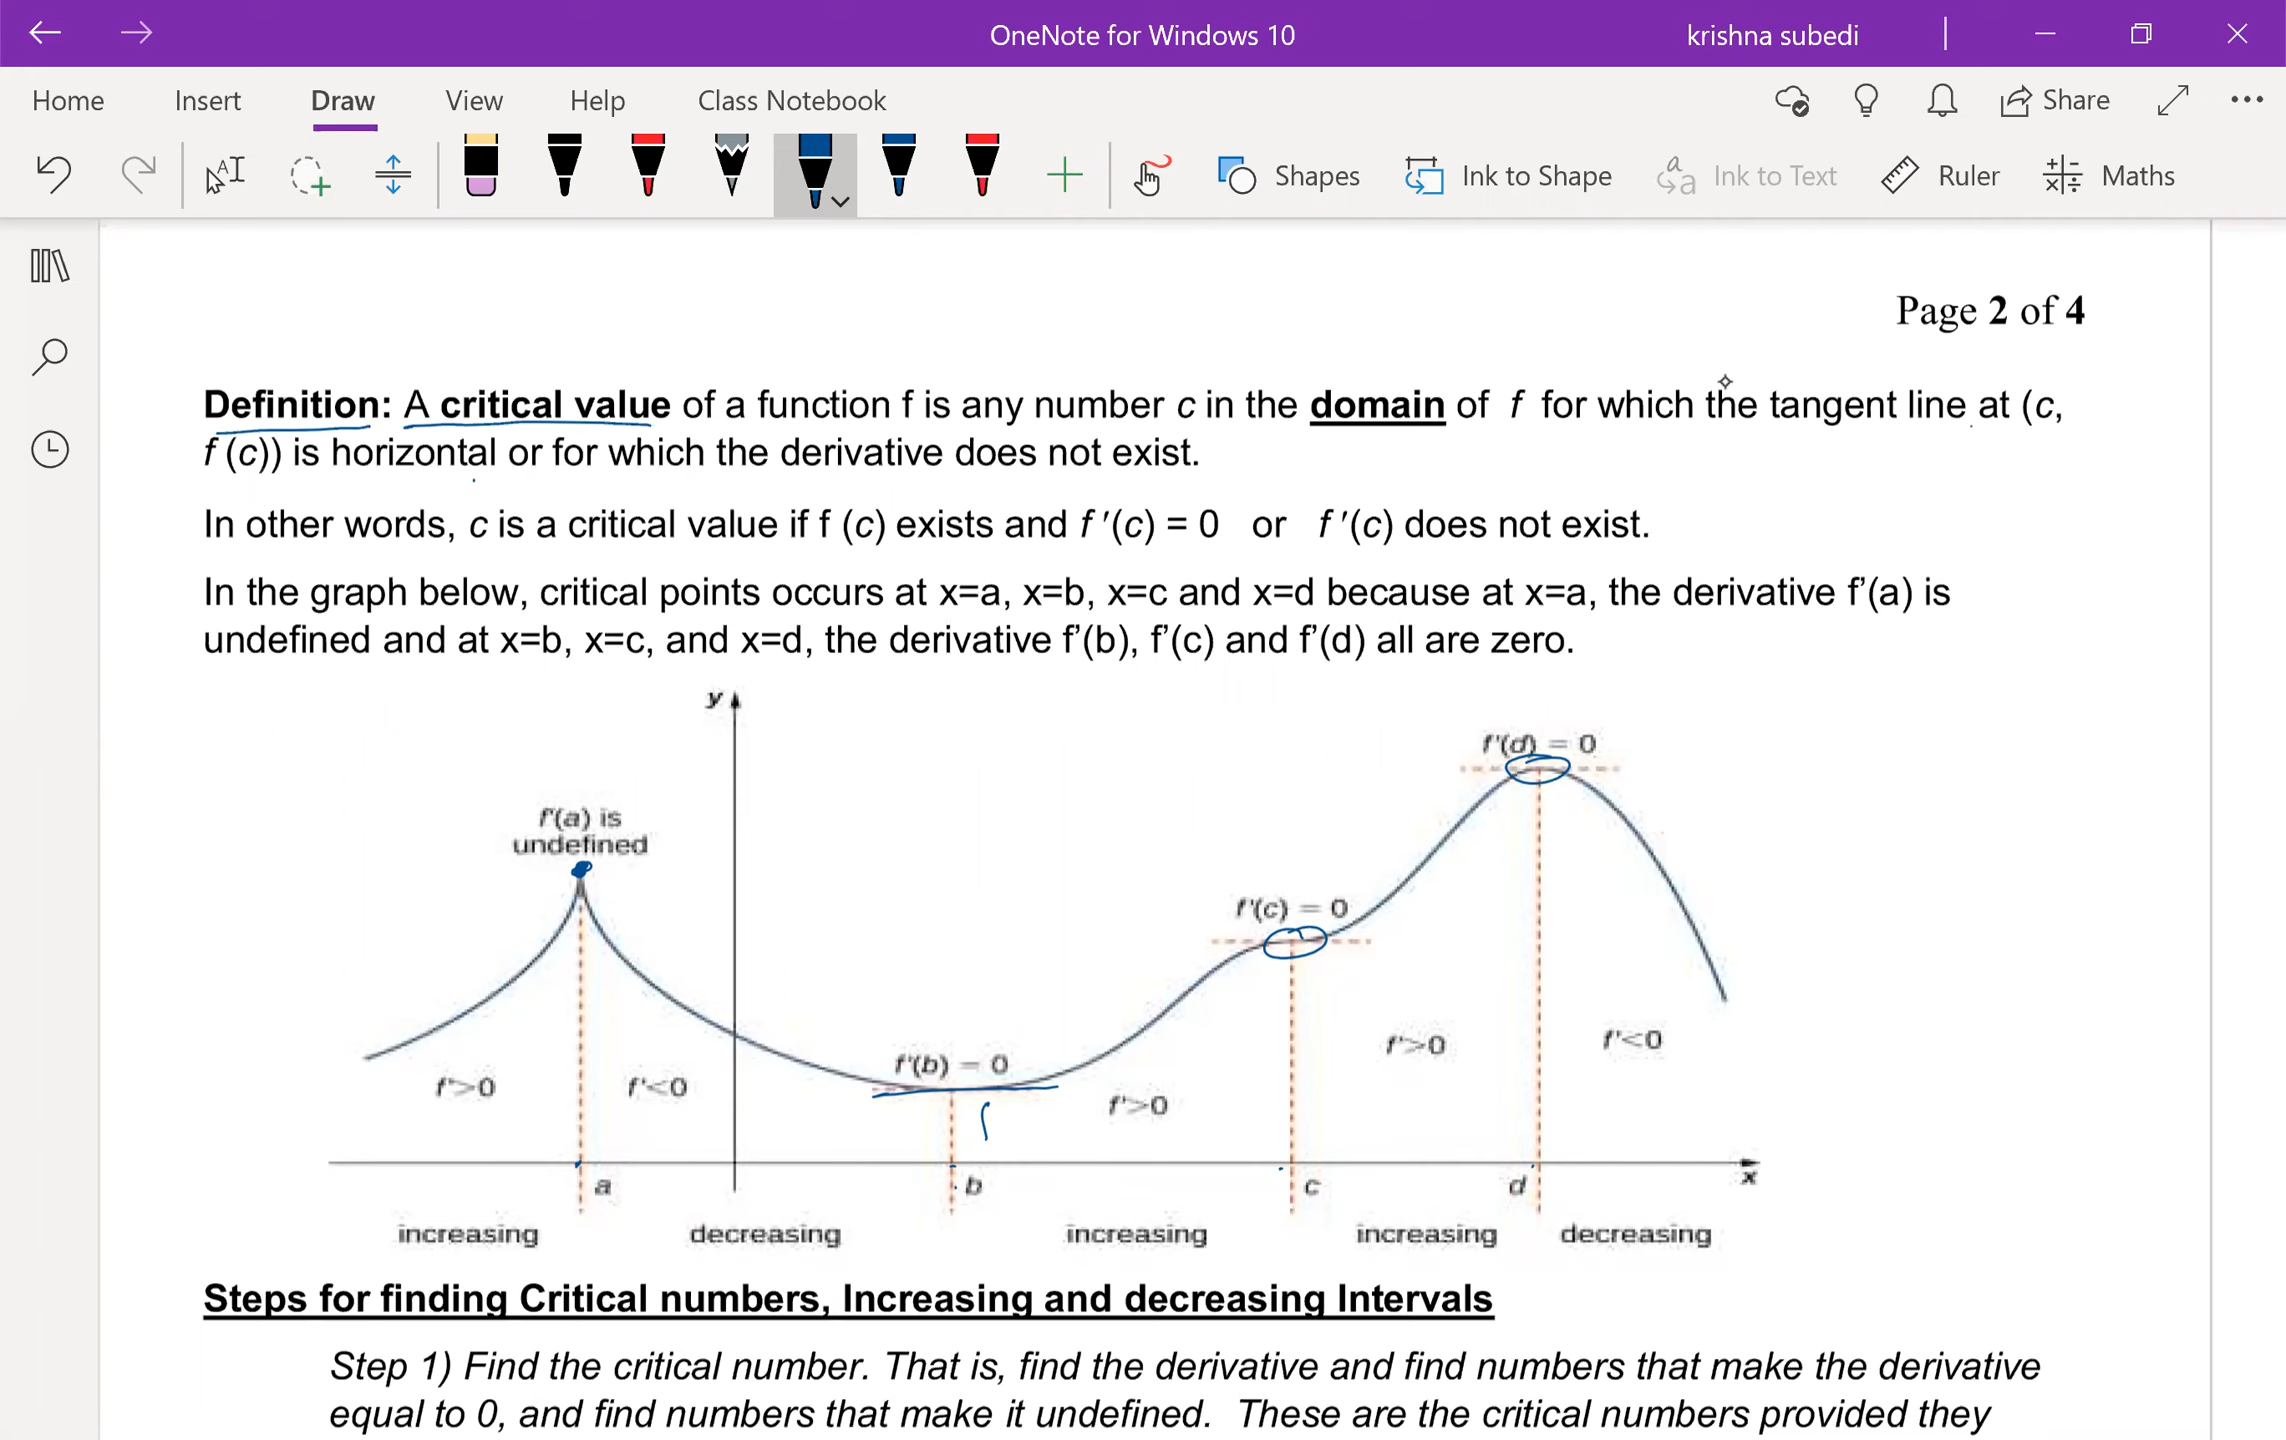 OneNote for Windows 10
krishna subedi
Home Insert Draw View Help Class Notebook
Share
Shapes Ink to Shape Ink to Text Ruler Maths
Page 2 of 4
Definition: A critical value of a function f is any number c in the domain of f for which the tangent line at (c,
f (c)) is horizontal or for which the derivative does not exist.
In other words, c is a critical value if f (c) exists and f ′(c) = 0 or f ′(c) does not exist.
In the graph below, critical points occurs at x=a, x=b, x=c and x=d because at x=a, the derivative f’(a) is
undefined and at x=b, x=c, and x=d, the derivative f’(b), f’(c) and f’(d) all are zero.
y
f'(d) = 0
f'(a) is
undefined
f'(c) = 0
f'(b) = 0
f'>0
f'<0
f'>0
f'>0
f'<0
a
b
c
d
x
increasing decreasing increasing increasing decreasing
Steps for finding Critical numbers, Increasing and decreasing Intervals
Step 1) Find the critical number. That is, find the derivative and find numbers that make the derivative
equal to 0, and find numbers that make it undefined. These are the critical numbers provided they